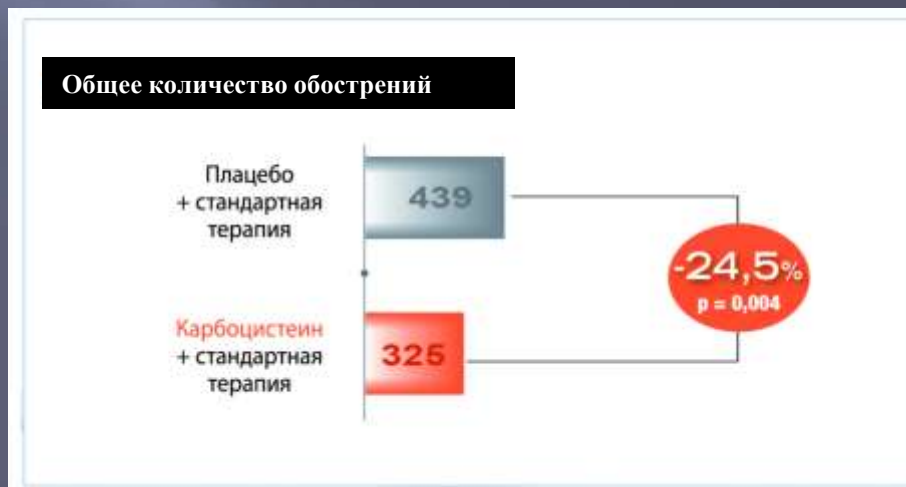 Общее количество обострений
Плацебо
+ стандартная
терапия
439
-24,5%
p = 0,004
Карбоцистеин
+ стандартная
терапия
325